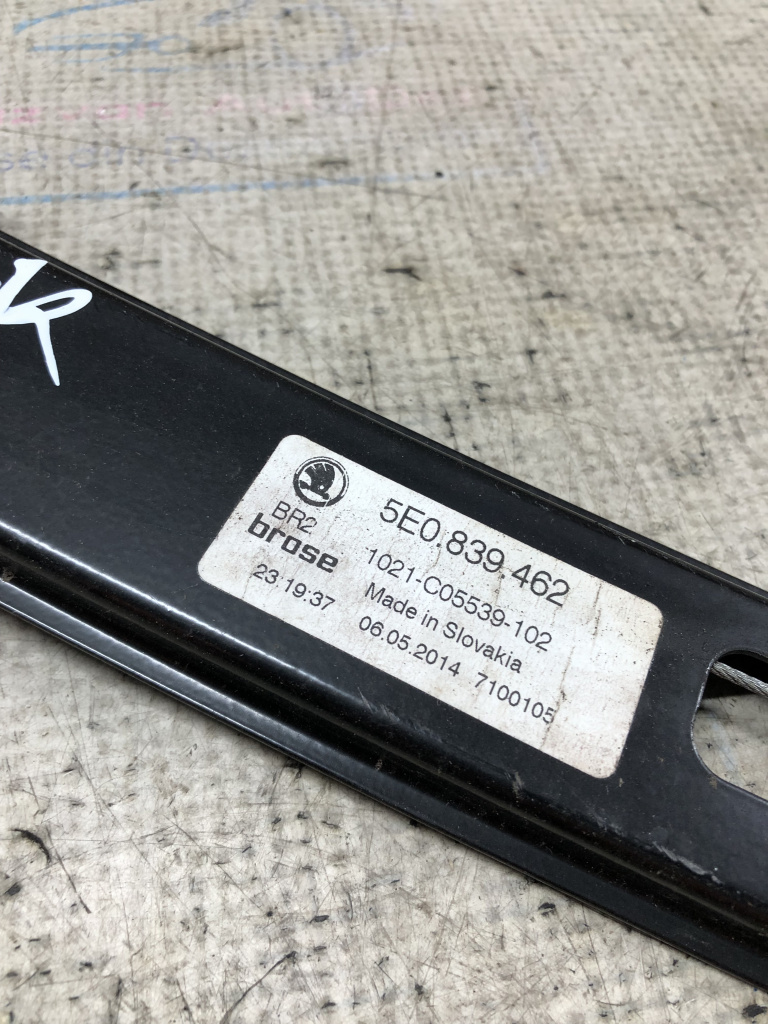 5E0.839.462
BR2
brose
1021-C05539-102
Made in Slovakia
23:19:37
06.05.2014 7100105